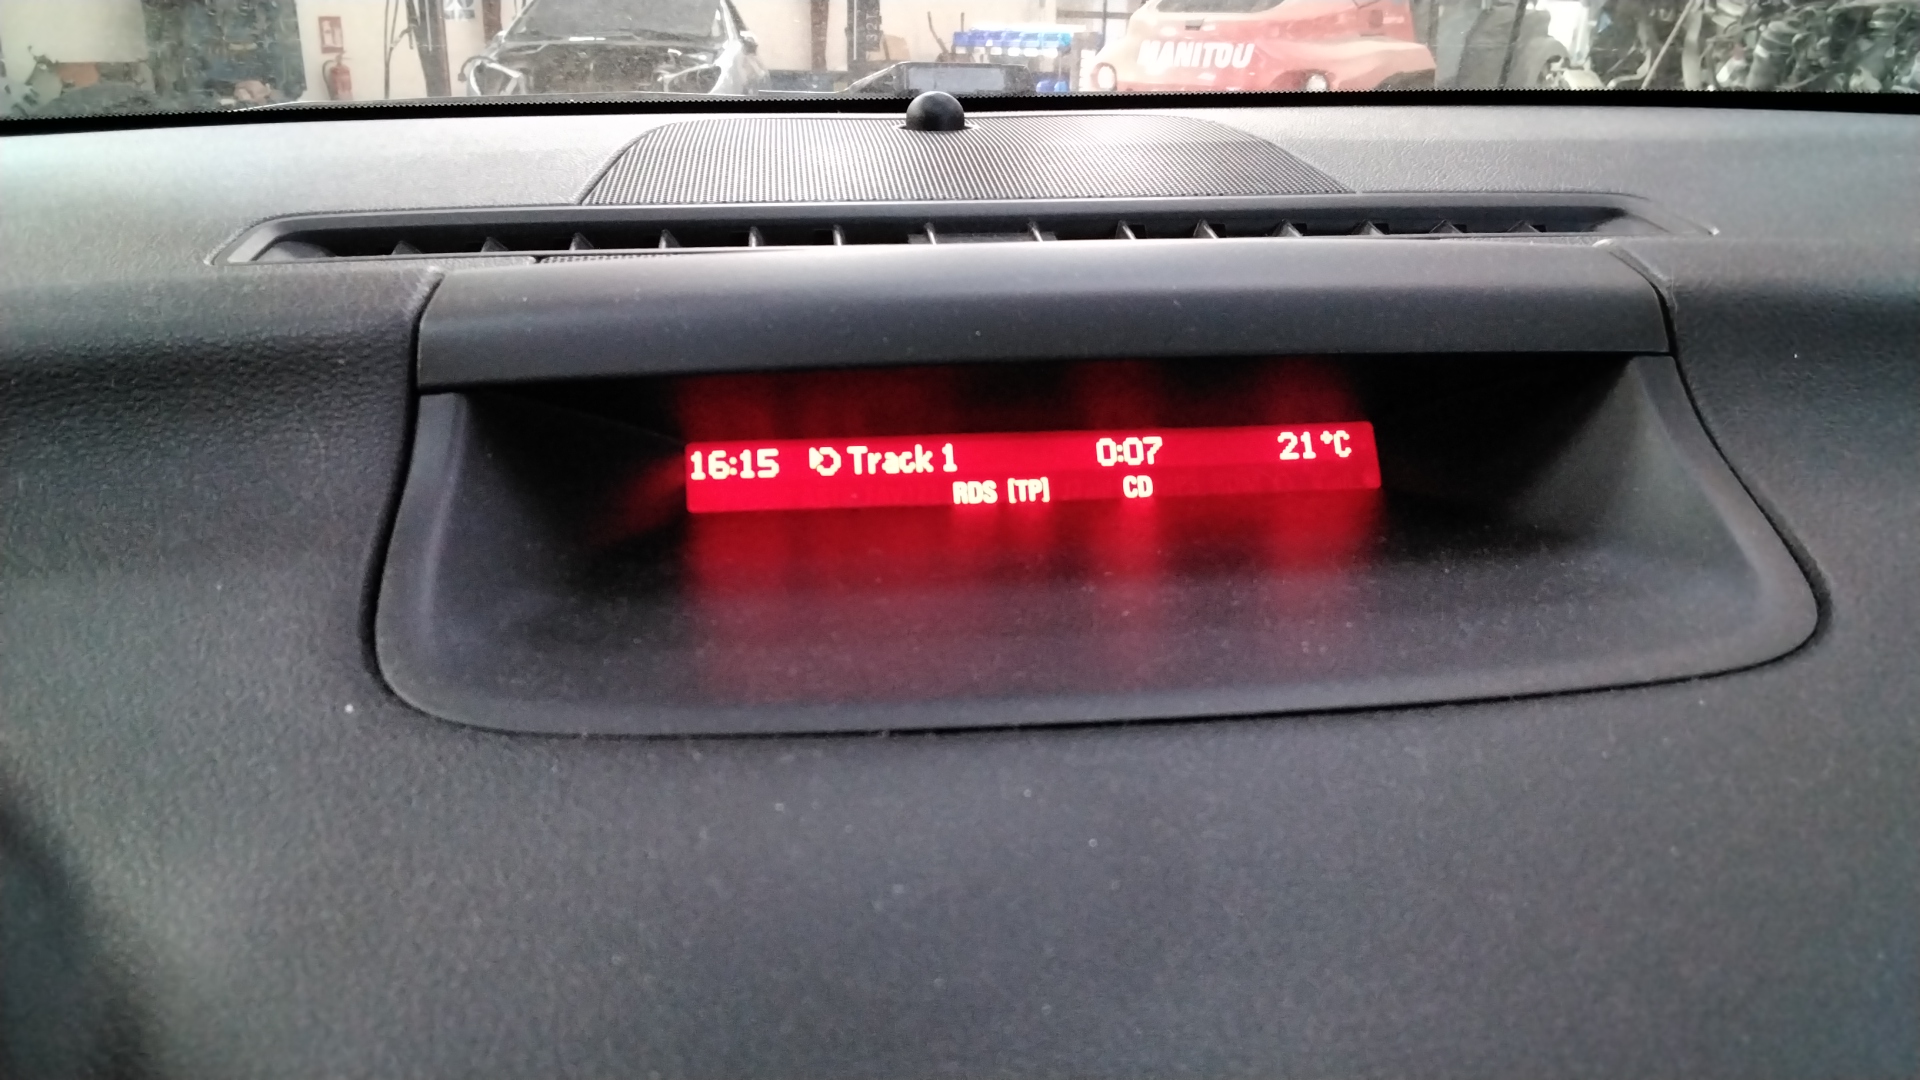 MANITOU
16:15 Track 1 0:07 21°C
RDS [TP] CD